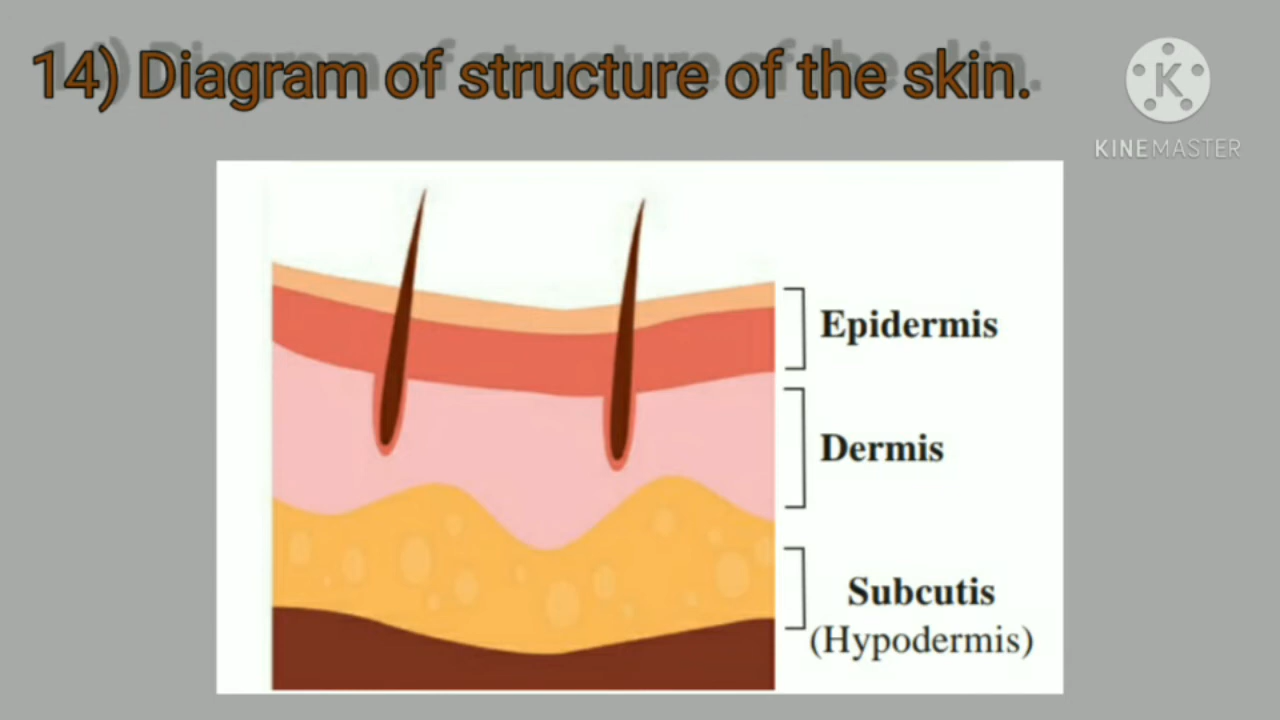 14) Diagram of structure of the skin.
K
KINEMASTER
Epidermis
Dermis
Subcutis
(Hypodermis)